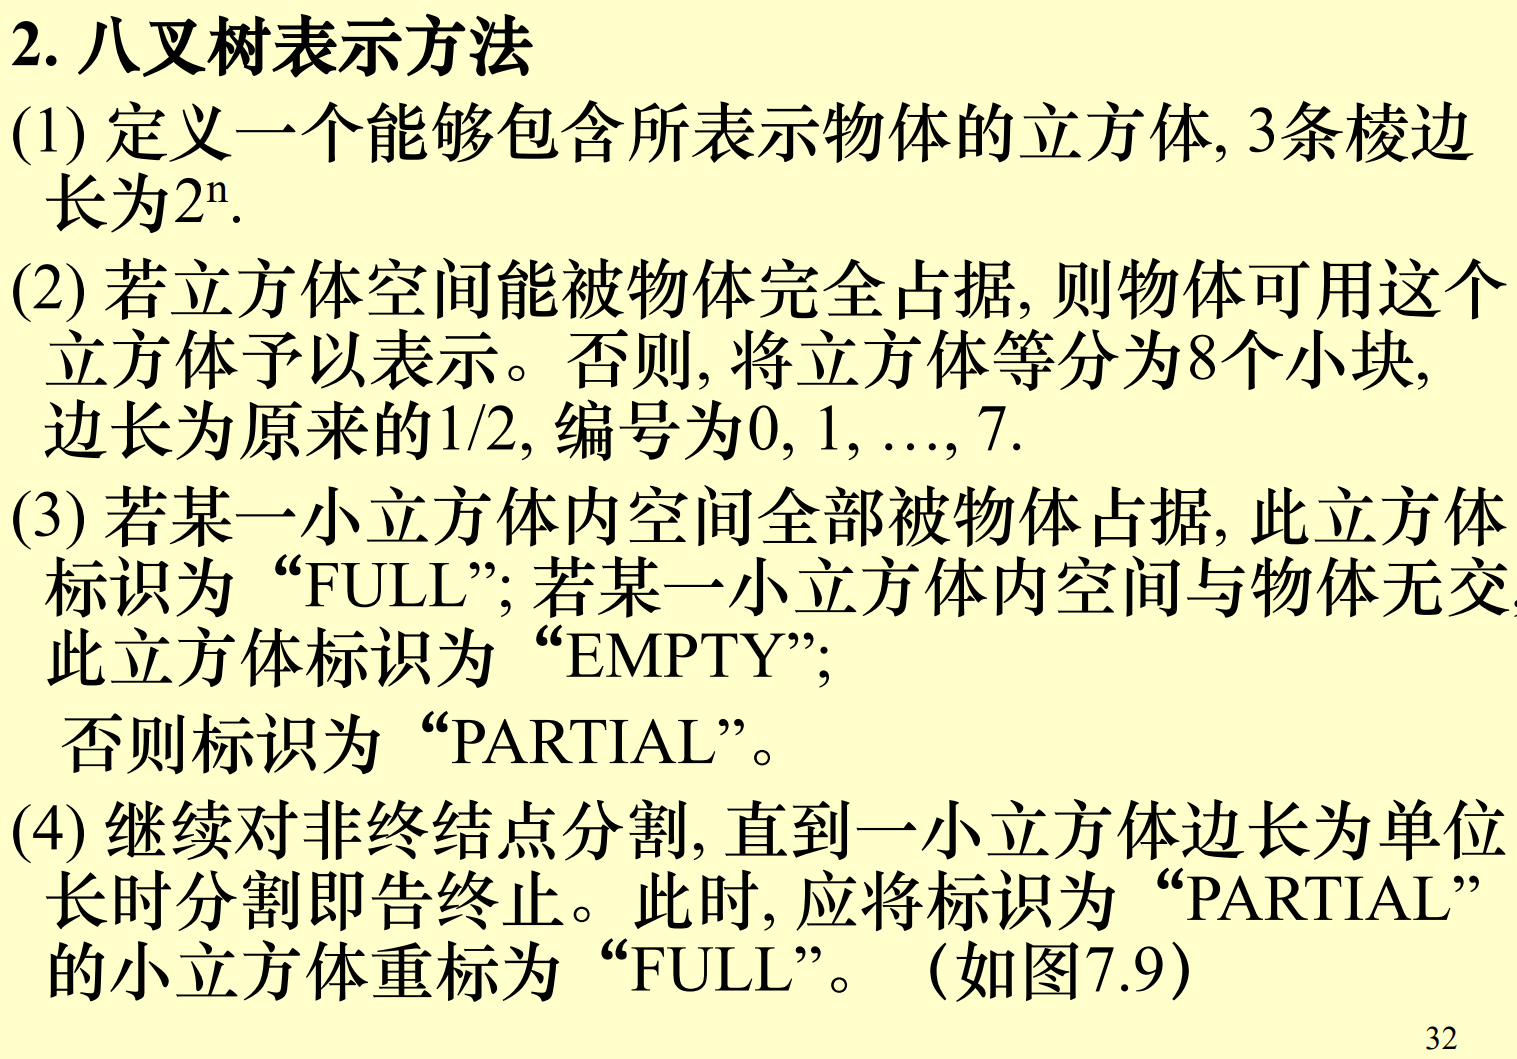 2. 八叉树表示方法
(1) 定义一个能够包含所表示物体的立方体, 3条棱边
长为2ⁿ.
(2) 若立方体空间能被物体完全占据, 则物体可用这个
立方体予以表示。否则, 将立方体等分为8个小块,
边长为原来的1/2, 编号为0, 1, …, 7.
(3) 若某一小立方体内空间全部被物体占据, 此立方体
标识为“FULL”; 若某一小立方体内空间与物体无交,
此立方体标识为“EMPTY”;
否则标识为“PARTIAL”。
(4) 继续对非终结点分割, 直到一小立方体边长为单位
长时分割即告终止。此时, 应将标识为“PARTIAL”
的小立方体重标为“FULL”。（如图7.9）
32